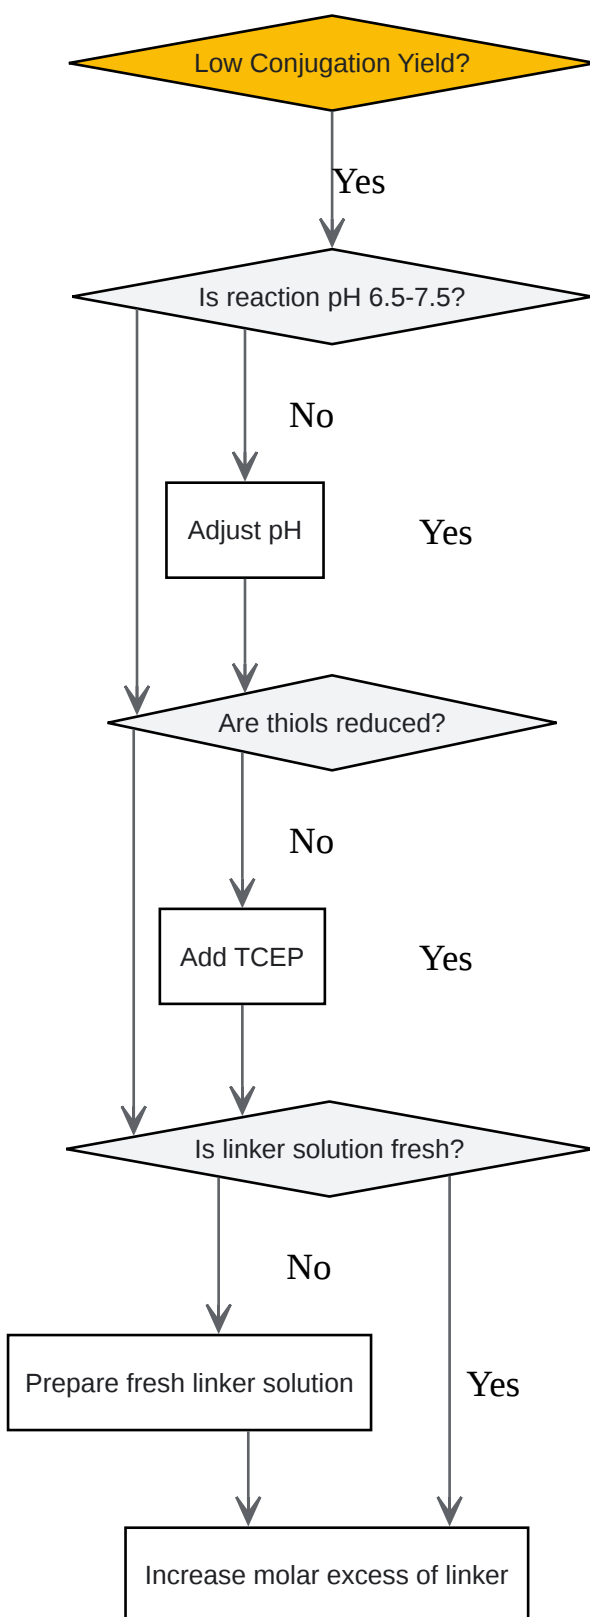 Low Conjugation Yield?
Yes
Is reaction pH 6.5-7.5?
No
Adjust pH
Yes
Are thiols reduced?
No
Add TCEP
Yes
Is linker solution fresh?
No
Prepare fresh linker solution
Yes
Increase molar excess of linker